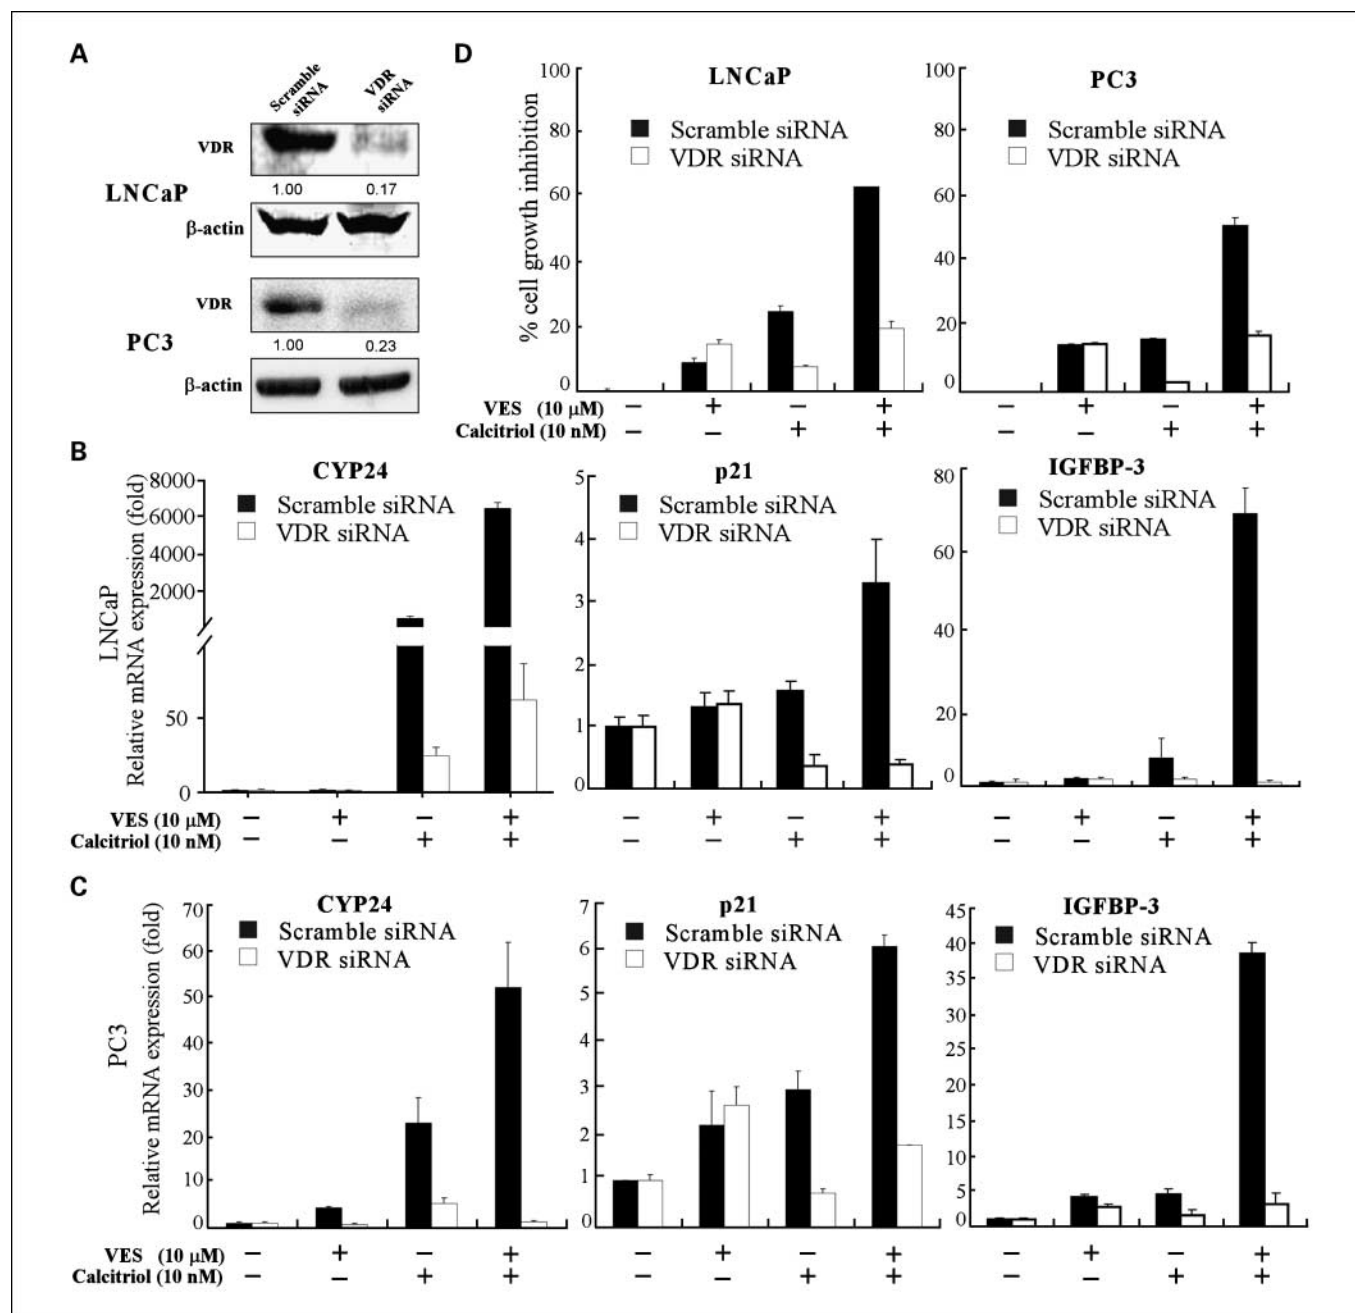 A
Scramble siRNA
VDR siRNA
VDR
LNCaP
1.00 0.17
β-actin
VDR
PC3
1.00 0.23
β-actin
D
LNCaP
% cell growth inhibition
100
80
60
40
20
0
Scramble siRNA
VDR siRNA
PC3
100
80
60
50
40
20
0
Scramble siRNA
VDR siRNA
VES (10 μM) − + − + − + − +
Calcitriol (10 nM) − − + + − − + +
B
LNCaP
Relative mRNA expression (fold)
CYP24
8000
6000
4000
2000
50
0
Scramble siRNA
VDR siRNA
p21
5
4
3
2
1
0
Scramble siRNA
VDR siRNA
IGFBP-3
80
60
40
20
0
Scramble siRNA
VDR siRNA
VES (10 μM) − + − + − + − + − + − +
Calcitriol (10 nM) − − + + − − + + − − + +
C
PC3
Relative mRNA expression (fold)
CYP24
70
60
50
40
30
20
10
0
Scramble siRNA
VDR siRNA
p21
7
6
5
4
3
2
1
0
Scramble siRNA
VDR siRNA
IGFBP-3
45
40
35
30
25
20
15
10
5
0
Scramble siRNA
VDR siRNA
VES (10 μM) − + − + − + − + − + − +
Calcitriol (10 nM) − − + + − − + + − − + +